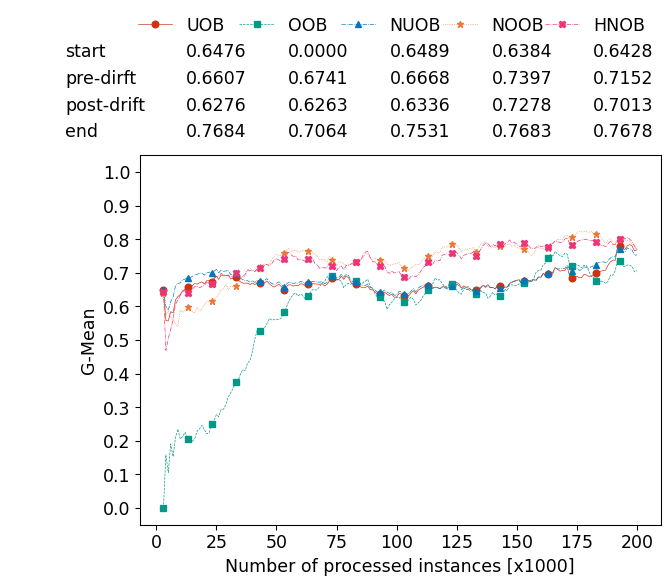 UOB OOB NUOB NOOB HNOB
start 0.6476 0.0000 0.6489 0.6384 0.6428
pre-dirft 0.6607 0.6741 0.6668 0.7397 0.7152
post-drift 0.6276 0.6263 0.6336 0.7278 0.7013
end 0.7684 0.7064 0.7531 0.7683 0.7678
1.0
0.9
0.8
0.7
0.6
0.5
0.4
0.3
0.2
0.1
0.0
G-Mean
0 25 50 75 100 125 150 175 200
Number of processed instances [x1000]